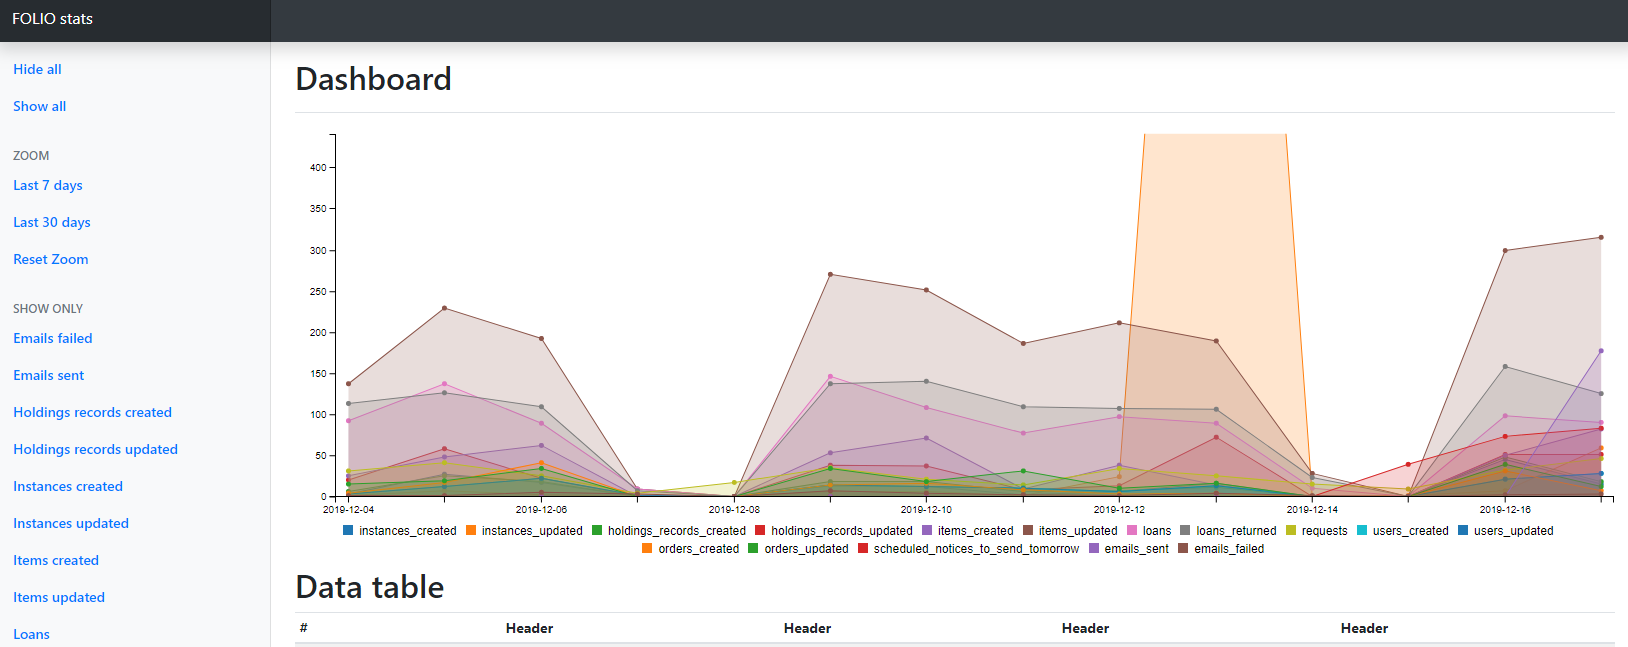 FOLIO stats
Hide all
Show all
ZOOM
Last 7 days
Last 30 days
Reset Zoom
SHOW ONLY
Emails failed
Emails sent
Holdings records created
Holdings records updated
Instances created
Instances updated
Items created
Items updated
Loans
Dashboard
400
350
300
250
200
150
100
50
0
2019-12-04 2019-12-06 2019-12-08 2019-12-10 2019-12-12 2019-12-14 2019-12-16
instances_created instances_updated holdings_records_created holdings_records_updated items_created items_updated loans loans_returned requests users_created users_updated
orders_created orders_updated scheduled_notices_to_send_tomorrow emails_sent emails_failed
Data table
# Header Header Header Header